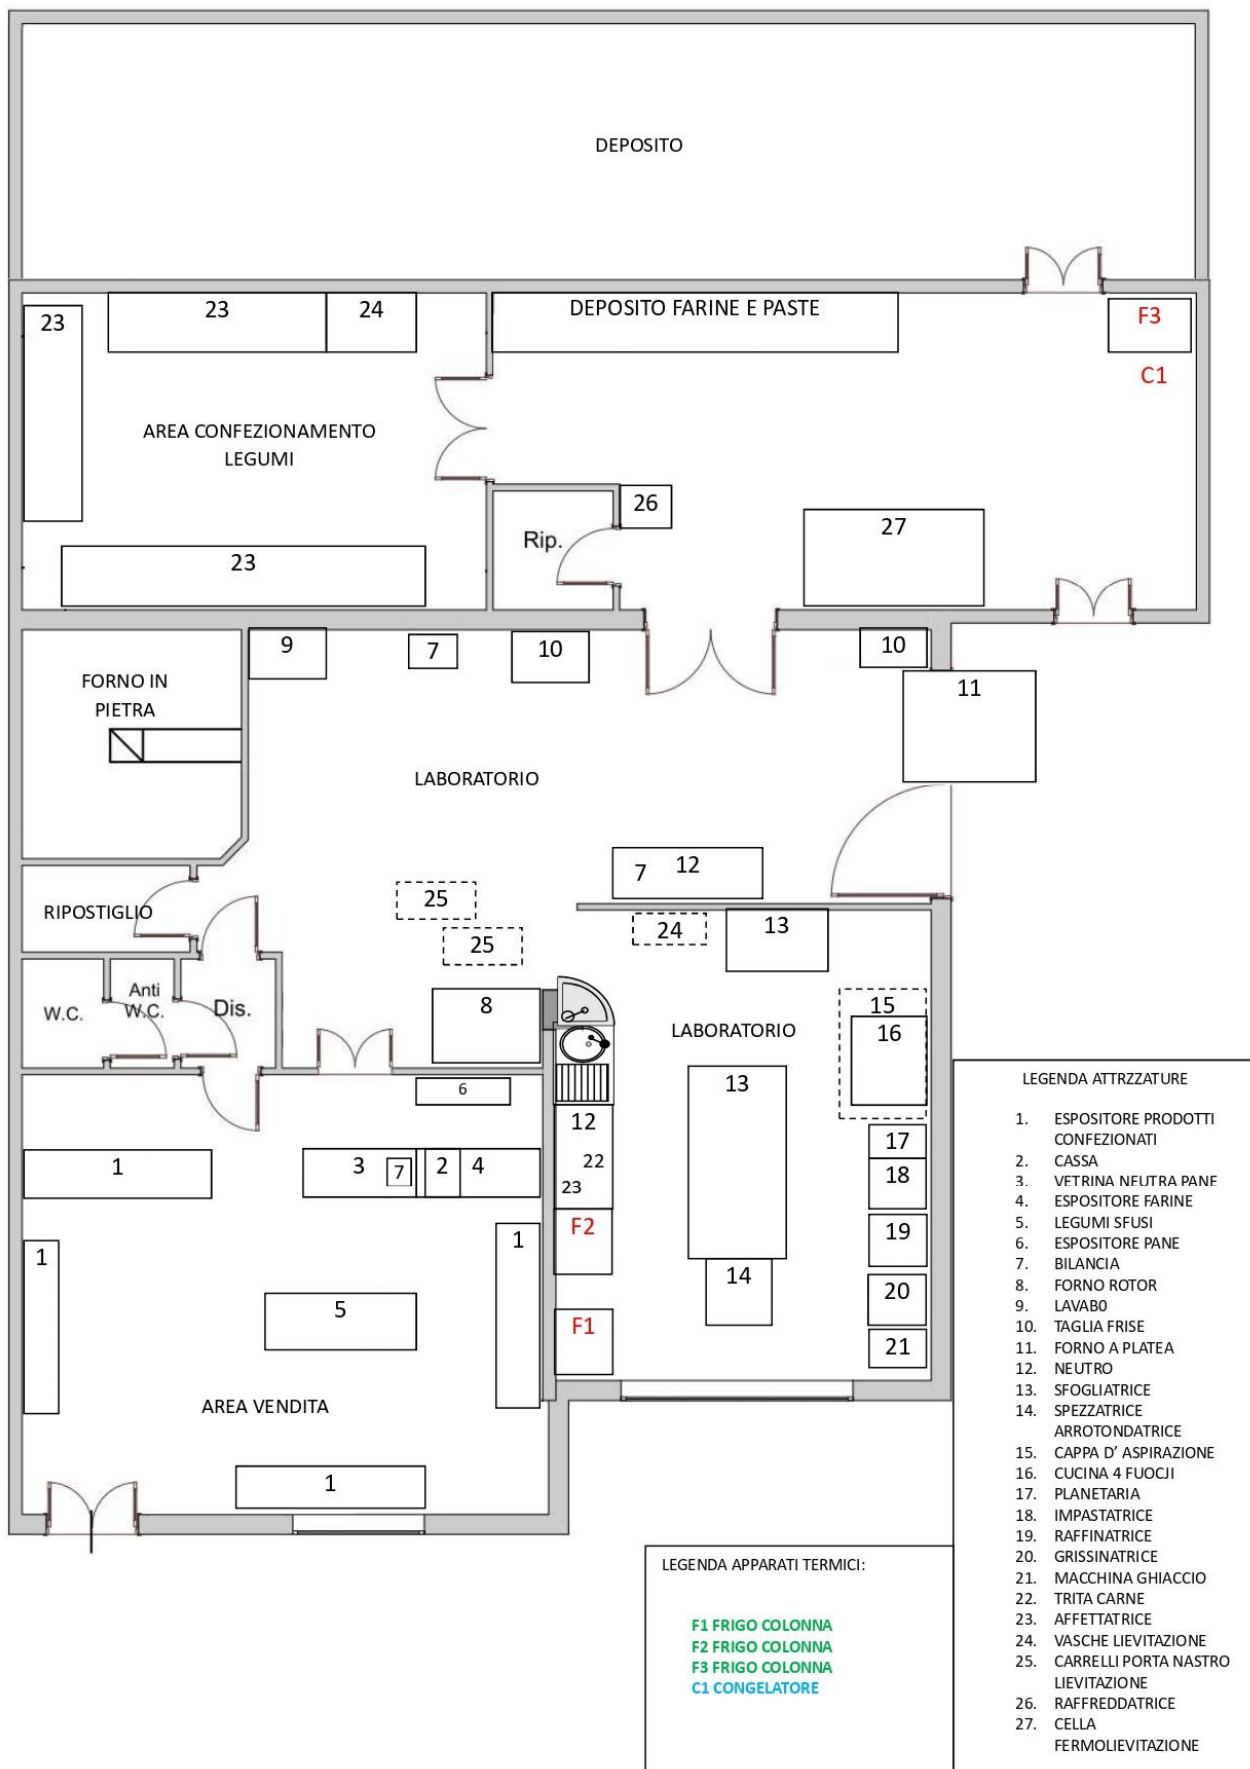 DEPOSITO
23
23
24
DEPOSITO FARINE E PASTE
F3
C1
AREA CONFEZIONAMENTO
LEGUMI
26
27
Rip.
23
9
7
10
10
FORNO IN
PIETRA
11
LABORATORIO
7
12
25
RIPOSTIGLIO
24
13
25
W.C.
Anti
W.C.
Dis.
8
15
16
LABORATORIO
6
13
12
17
1
3
7
2
4
22
18
23
1
1
F2
19
14
20
5
F1
21
AREA VENDITA
1
LEGENDA ATTRZZATURE
1. ESPOSITORE PRODOTTI
CONFEZIONATI
2. CASSA
3. VETRINA NEUTRA PANE
4. ESPOSITORE FARINE
5. LEGUMI SFUSI
6. ESPOSITORE PANE
7. BILANCIA
8. FORNO ROTOR
9. LAVAB0
10. TAGLIA FRISE
11. FORNO A PLATEA
12. NEUTRO
13. SFOGLIATRICE
14. SPEZZATRICE
ARROTONDATRICE
15. CAPPA D’ ASPIRAZIONE
16. CUCINA 4 FUOCJI
17. PLANETARIA
18. IMPASTATRICE
19. RAFFINATRICE
20. GRISSINATRICE
21. MACCHINA GHIACCIO
22. TRITA CARNE
23. AFFETTATRICE
24. VASCHE LIEVITAZIONE
25. CARRELLI PORTA NASTRO
LIEVITAZIONE
26. RAFFREDDATRICE
27. CELLA
FERMOLIEVITAZIONE
LEGENDA APPARATI TERMICI:
F1 FRIGO COLONNA
F2 FRIGO COLONNA
F3 FRIGO COLONNA
C1 CONGELATORE